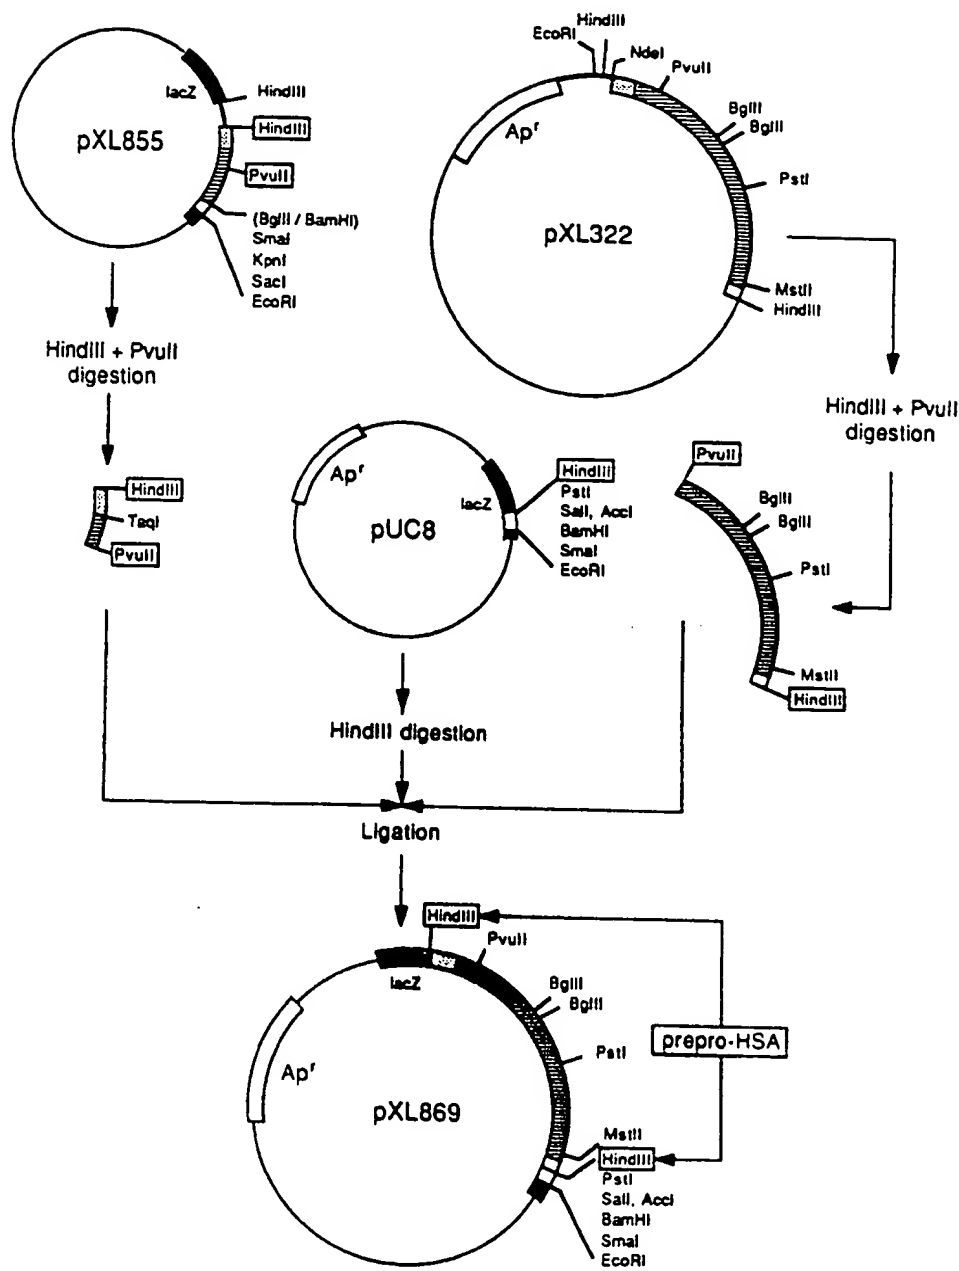 lacZ
HindIII
HindIII
PvuII
pXL855
(BglII / BamHI)
SmaI
KpnI
SacI
EcoRI
HindIII + PvuII
digestion
HindIII
TaqI
PvuII
HindIII
EcoRI
NdeI
PvuII
BglII
BglII
PstI
Apʳ
pXL322
MstII
HindIII
HindIII + PvuII
digestion
PvuII
BglII
BglII
PstI
MstII
HindIII
Apʳ
lacZ
pUC8
HindIII
PstI
SalI, AccI
BamHI
SmaI
EcoRI
HindIII digestion
Ligation
HindIII
PvuII
lacZ
BglII
BglII
PstI
prepro-HSA
Apʳ
pXL869
MstII
HindIII
PstI
SalI, AccI
BamHI
SmaI
EcoRI